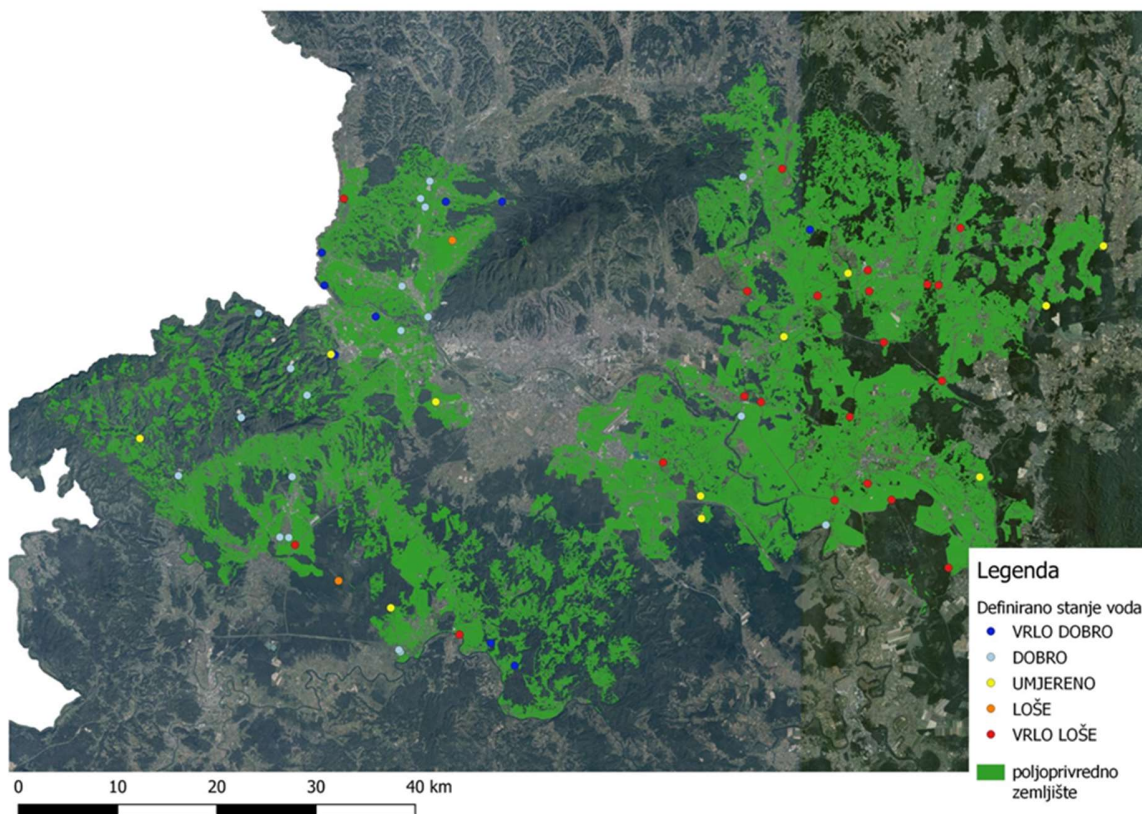 Legenda
Definirano stanje voda
VRLO DOBRO
DOBRO
UMJERENO
LOŠE
VRLO LOŠE
poljoprivredno
zemljište
0 10 20 30 40 km